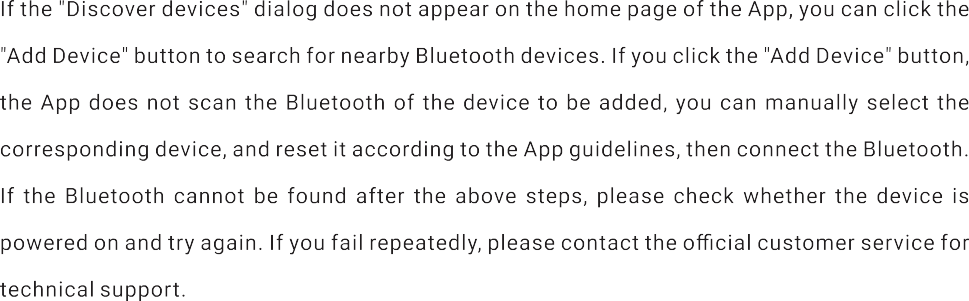 If the "Discover devices" dialog does not appear on the home page of the App, you can click the
"Add Device" button to search for nearby Bluetooth devices. If you click the "Add Device" button,
the App does not scan the Bluetooth of the device to be added, you can manually select the
corresponding device, and reset it according to the App guidelines, then connect the Bluetooth.
If the Bluetooth cannot be found after the above steps, please check whether the device is
powered on and try again. If you fail repeatedly, please contact the official customer service for
technical support.